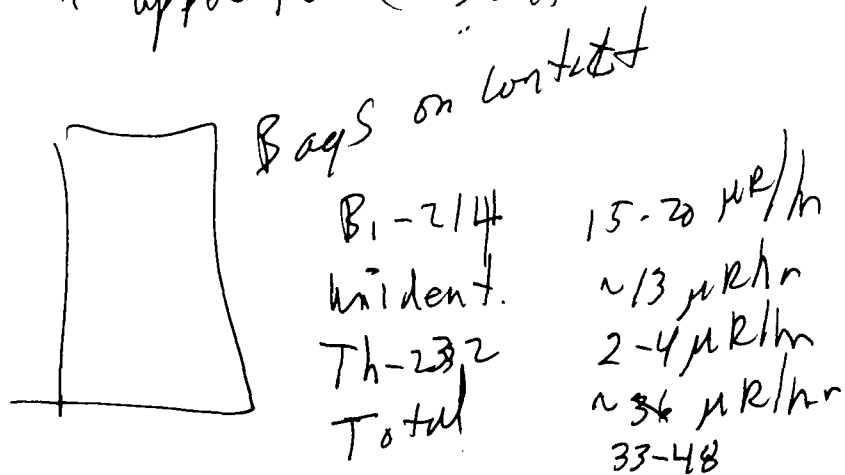 Bags on contact
Bi-214 15-20 μR/hr
Unident. ~13 μR/hr
Th-232 2-4 μR/hr
Total ~36 μR/hr
33-48